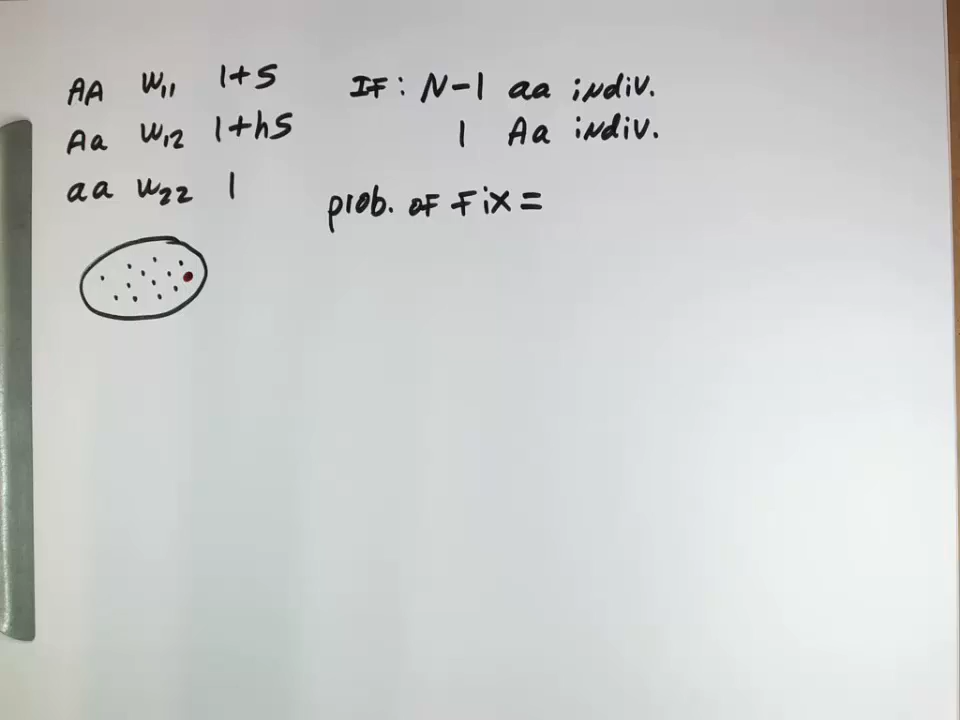 AA W₁₁ 1+S
Aa W₁₂ 1+hS
aa W₂₂ 1
IF: N-1 aa indiv.
1 Aa indiv.
prob. of Fix =